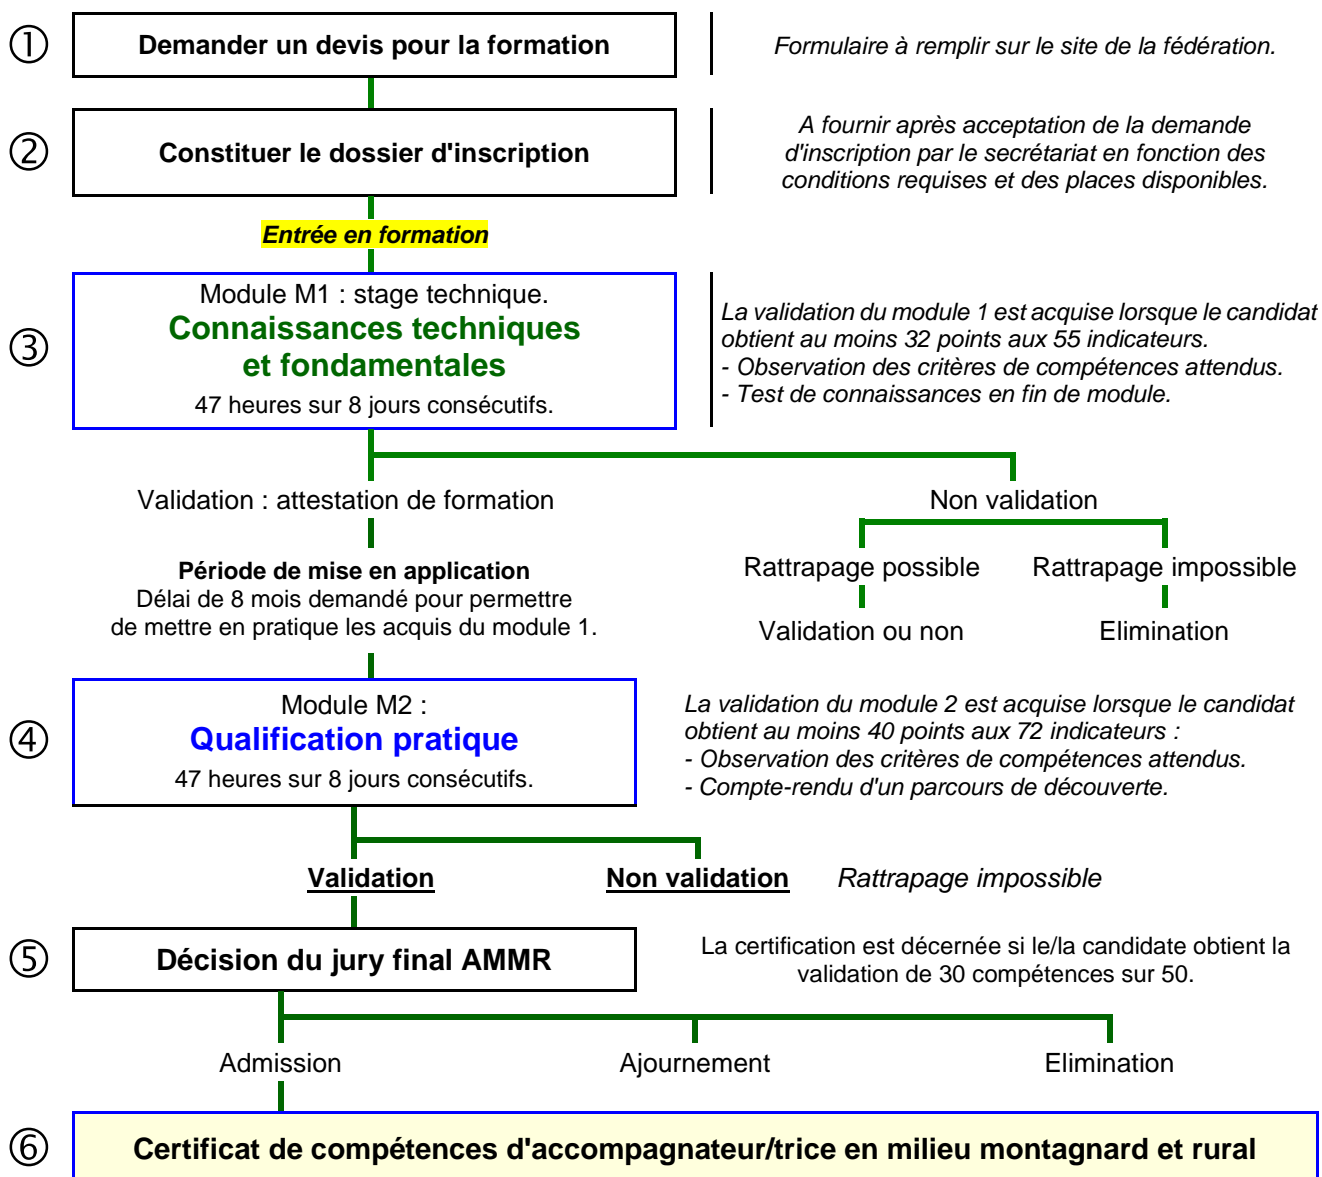 ①
Demander un devis pour la formation
Formulaire à remplir sur le site de la fédération.
②
Constituer le dossier d'inscription
A fournir après acceptation de la demande
d'inscription par le secrétariat en fonction des
conditions requises et des places disponibles.
Entrée en formation
③
Module M1 : stage technique.
Connaissances techniques
et fondamentales
47 heures sur 8 jours consécutifs.
La validation du module 1 est acquise lorsque le candidat
obtient au moins 32 points aux 55 indicateurs.
- Observation des critères de compétences attendus.
- Test de connaissances en fin de module.
Validation : attestation de formation
Non validation
Période de mise en application
Délai de 8 mois demandé pour permettre
de mettre en pratique les acquis du module 1.
Rattrapage possible
Rattrapage impossible
Validation ou non
Elimination
④
Module M2 :
Qualification pratique
47 heures sur 8 jours consécutifs.
La validation du module 2 est acquise lorsque le candidat
obtient au moins 40 points aux 72 indicateurs :
- Observation des critères de compétences attendus.
- Compte-rendu d'un parcours de découverte.
Validation
Non validation
Rattrapage impossible
⑤
Décision du jury final AMMR
La certification est décernée si le/la candidate obtient la
validation de 30 compétences sur 50.
Admission
Ajournement
Elimination
⑥
Certificat de compétences d'accompagnateur/trice en milieu montagnard et rural